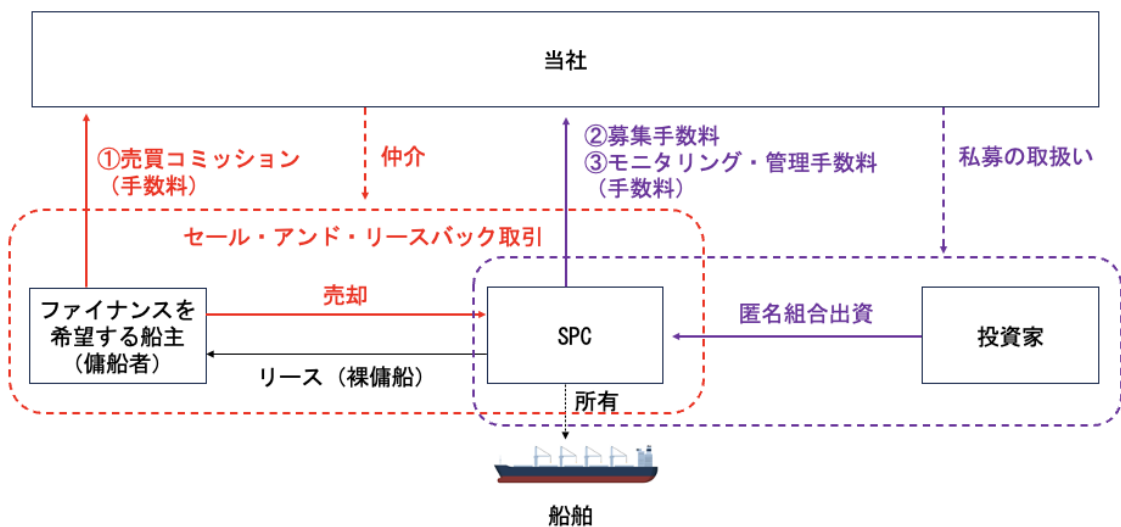 当社
①売買コミッション
（手数料）
仲介
②募集手数料
③モニタリング・管理手数料
（手数料）
私募の取扱い
セール・アンド・リースバック取引
ファイナンスを
希望する船主
（傭船者）
売却
リース（裸傭船）
SPC
匿名組合出資
投資家
所有
船舶